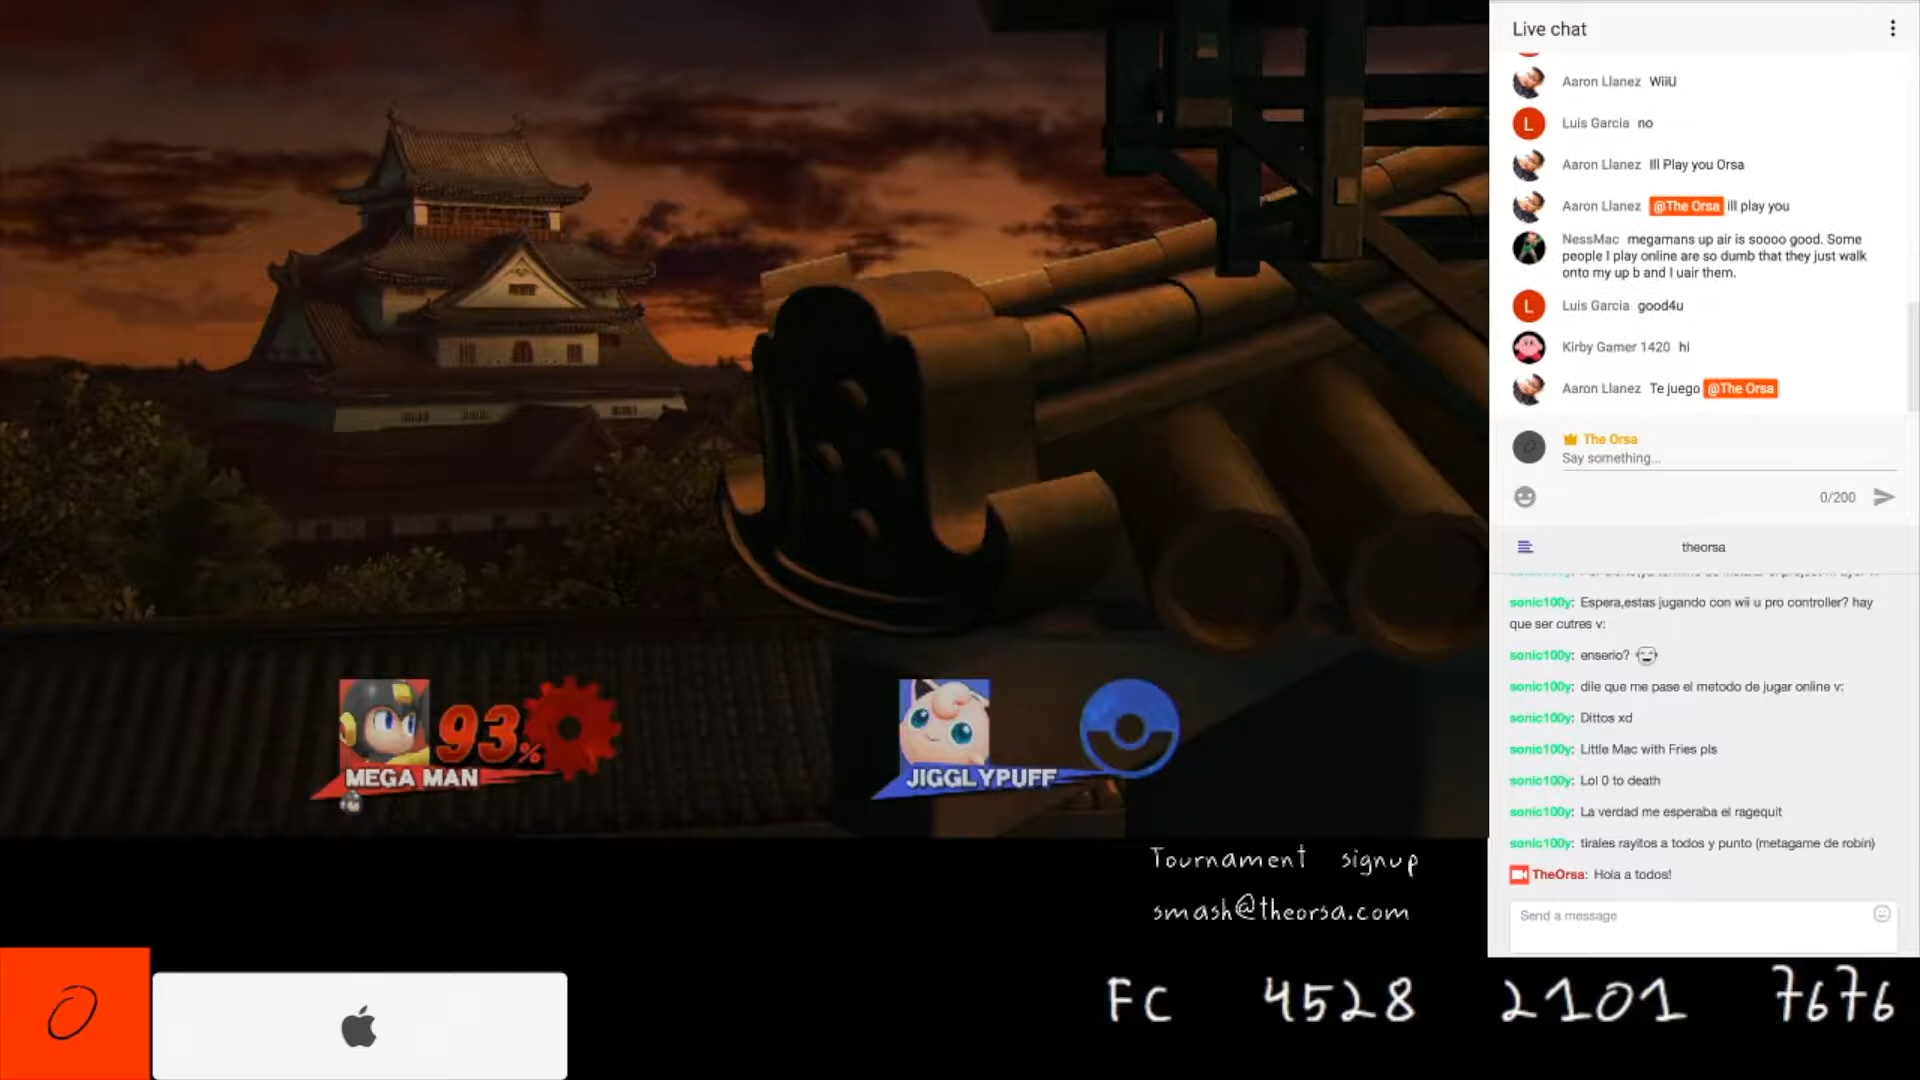 Live chat
Aaron Llanez WiiU
Luis Garcia no
Aaron Llanez Ill Play you Orsa
Aaron Llanez @The Orsa ill play you
NessMac megamans up air is soooo good. Some
people I play online are so dumb that they just walk
onto my up b and I uair them.
Luis Garcia good4u
Kirby Gamer 1420 hi
Aaron Llanez Te juego @The Orsa
The Orsa
Say something...
0/200
theorsa
sonic100y: Espera,estas jugando con wii u pro controller? hay
que ser cutres v:
sonic100y: enserio?
sonic100y: dile que me pase el metodo de jugar online v:
sonic100y: Dittos xd
sonic100y: Little Mac with Fries pls
sonic100y: Lol 0 to death
sonic100y: La verdad me esperaba el ragequit
sonic100y: tirales rayitos a todos y punto (metagame de robin)
TheOrsa: Hola a todos!
Send a message
93%
MEGA MAN
JIGGLYPUFF
Tournament signup
smash@theorsa.com
FC 4528 2101 7676
L
L
O